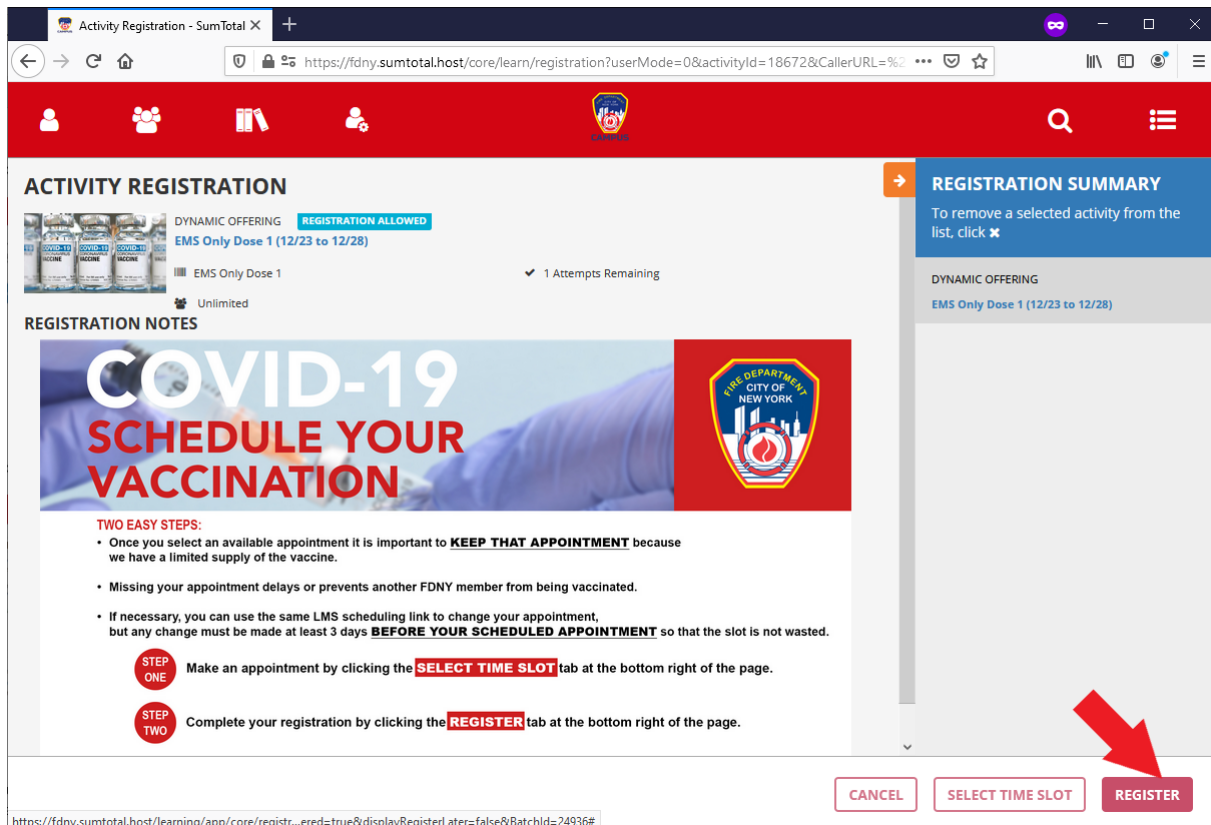 Activity Registration - SumTotal
https://fdny.sumtotal.host/core/learn/registration?userMode=0&activityId=18672&CallerURL=%2
CAMPUS
ACTIVITY REGISTRATION
DYNAMIC OFFERING REGISTRATION ALLOWED
EMS Only Dose 1 (12/23 to 12/28)
EMS Only Dose 1
1 Attempts Remaining
Unlimited
COVID-19 COVID-19 COVID-19
VACCINE VACCINE VACCINE
REGISTRATION NOTES
COVID-19
SCHEDULE YOUR
VACCINATION
FIRE DEPARTMENT
CITY OF
NEW YORK
TWO EASY STEPS:
• Once you select an available appointment it is important to KEEP THAT APPOINTMENT because
we have a limited supply of the vaccine.
• Missing your appointment delays or prevents another FDNY member from being vaccinated.
• If necessary, you can use the same LMS scheduling link to change your appointment,
but any change must be made at least 3 days BEFORE YOUR SCHEDULED APPOINTMENT so that the slot is not wasted.
STEP
ONE
Make an appointment by clicking the SELECT TIME SLOT tab at the bottom right of the page.
STEP
TWO
Complete your registration by clicking the REGISTER tab at the bottom right of the page.
REGISTRATION SUMMARY
To remove a selected activity from the
list, click ✖
DYNAMIC OFFERING
EMS Only Dose 1 (12/23 to 12/28)
CANCEL
SELECT TIME SLOT
REGISTER
https://fdny.sumtotal.host/learning/app/core/registr...ered=true&displayRegisterLater=false&BatchId=24936#